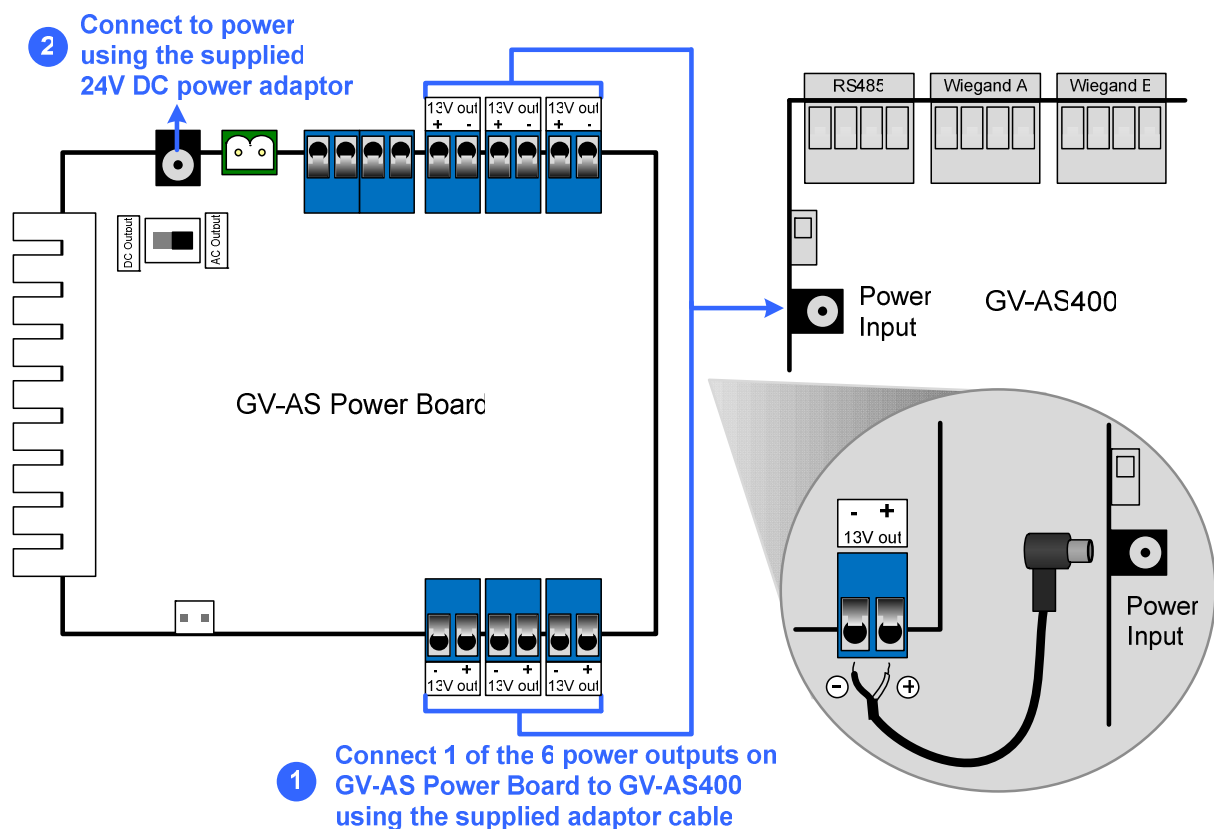 2
Connect to power
using the supplied
24V DC power adaptor
13V out 13V out 13V out
+ - + - + -
RS485 Wiegand A Wiegand B
DC Output
AC Output
Power
Input
GV-AS400
GV-AS Power Board
- +
13V out
Power
Input
- +
- + - + - +
13V out 13V out 13V out
1
Connect 1 of the 6 power outputs on
GV-AS Power Board to GV-AS400
using the supplied adaptor cable